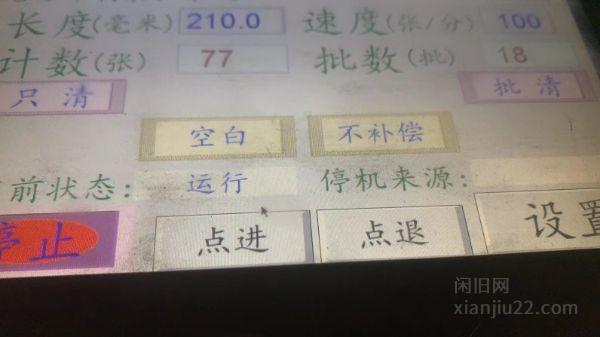 长度(毫米) 210.0 速度(张/分) 100
计数(张) 77 批数(批) 18
只清 批清
空白 不补偿
前状态: 运行 停机来源:
停止 点进 点退 设置
闲旧网
xianjiu22.com